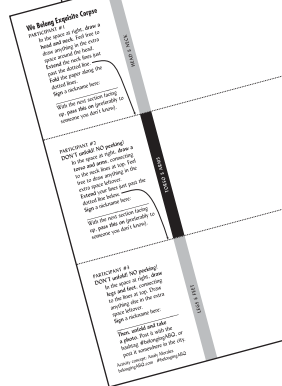 We Belong Exquisite Corpse
PARTICIPANT #1
In the space at right, draw a
head and neck. Feel free to
draw anything in the extra
space around the head.
Extend the neck lines just
past the dotted line.
Fold the paper along the
dotted lines.
Sign a nickname here:
With the next section facing
up, pass this on (preferably to
someone you don't know).
HEAD & NECK
PARTICIPANT #2
DON'T unfold! NO peeking!
In the space at right, draw a
torso and arms, connecting
to the neck lines at top. Feel
free to draw anything in the
extra space leftover.
Extend your lines just past the
dotted line below.
Sign a nickname here:
With the next section facing
up, pass this on (preferably to
someone you don't know).
TORSO & ARMS
PARTICIPANT #3
DON'T unfold! NO peeking!
In the space at right, draw
legs and feet, connecting
to the lines at top. Draw
anything else in the extra
space leftover.
Sign a nickname here:
Then, unfold and take
a photo. Post it with the
hashtag #belongingABQ, or
post it somewhere in the city.
LEGS & FEET
Activity concept: Axale Morales
belongingABQ.com #belongingABQ